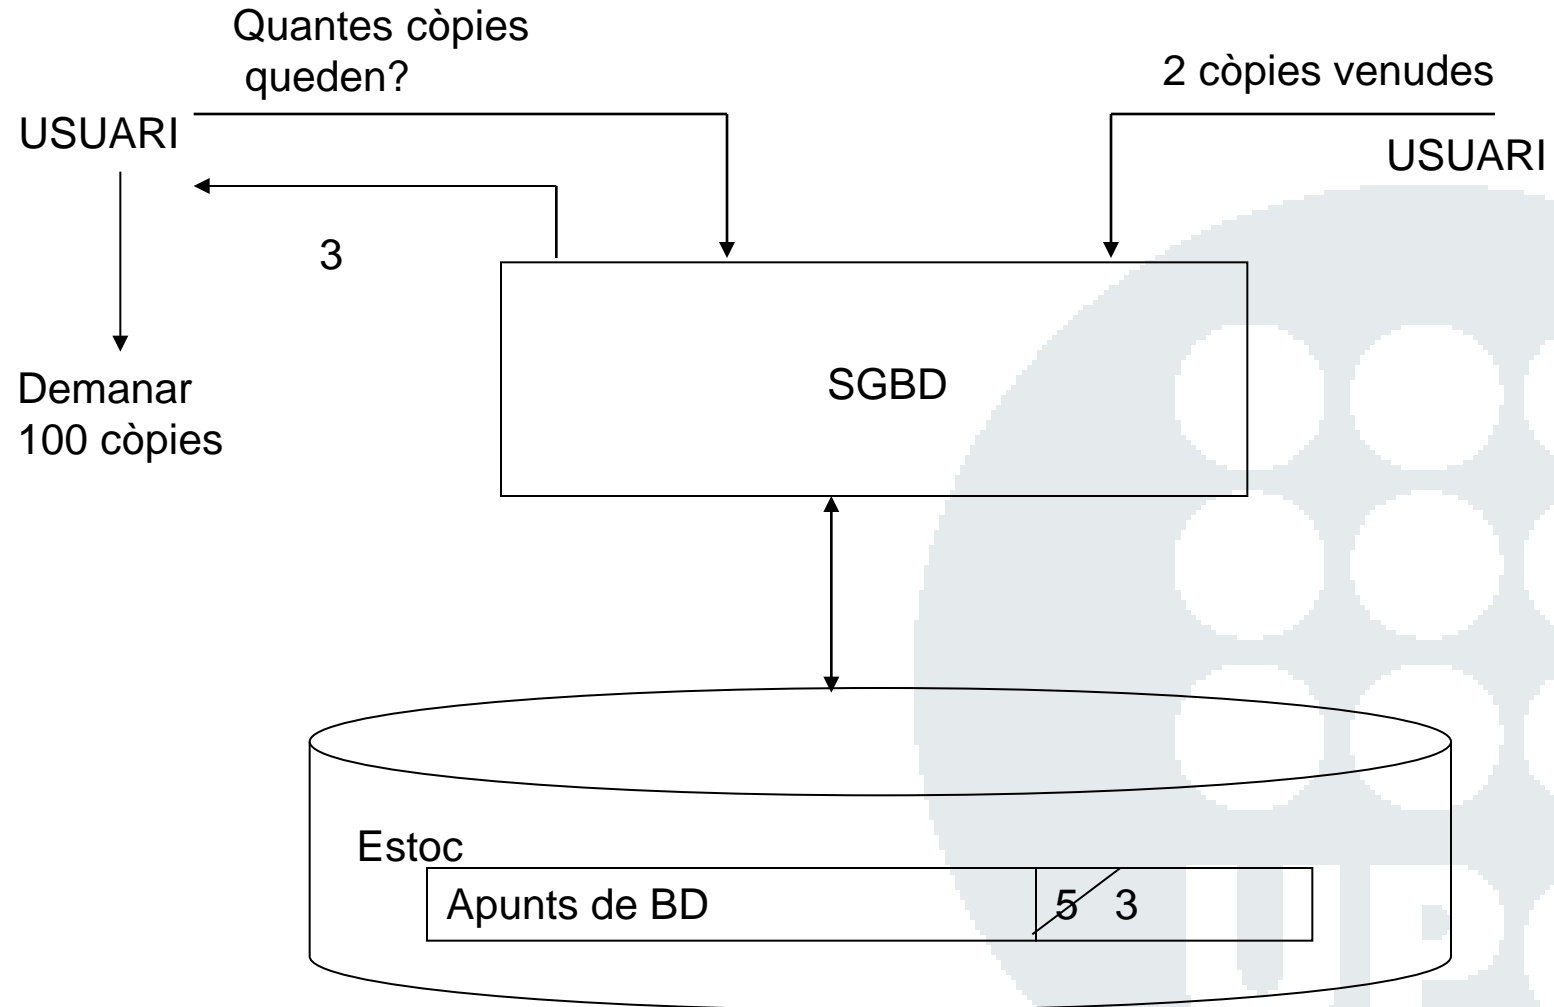 Quantes còpies
queden?
2 còpies venudes
USUARI
USUARI
3
Demanar
100 còpies
SGBD
Estoc
Apunts de BD
5 3